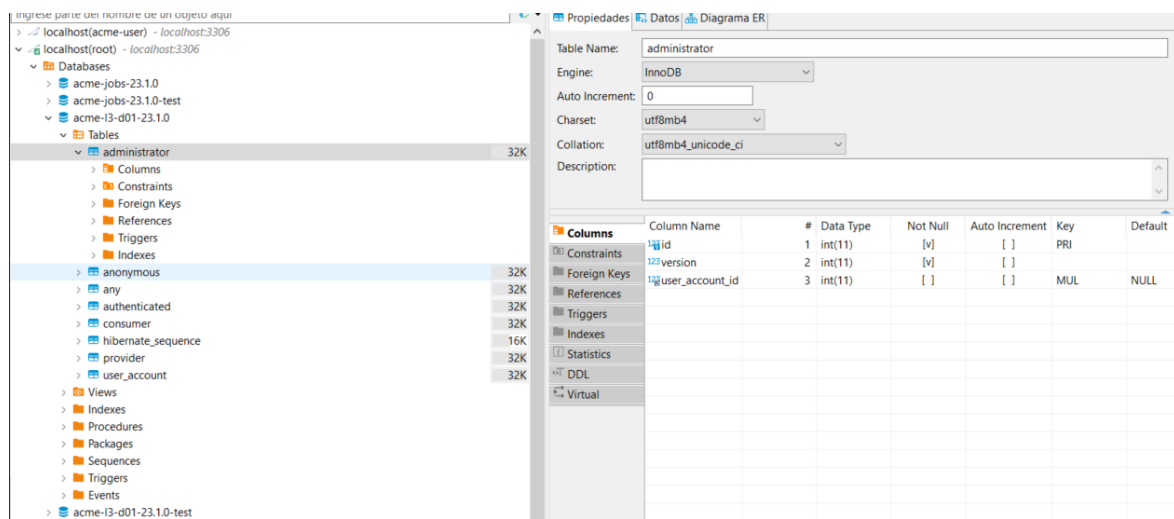 Ingrese parte del nombre de un objeto aquí
localhost(acme-user) - localhost:3306
localhost(root) - localhost:3306
Databases
acme-jobs-23.1.0
acme-jobs-23.1.0-test
acme-l3-d01-23.1.0
Tables
administrator 32K
Columns
Constraints
Foreign Keys
References
Triggers
Indexes
anonymous 32K
any 32K
authenticated 32K
consumer 32K
hibernate_sequence 16K
provider 32K
user_account 32K
Views
Indexes
Procedures
Packages
Sequences
Triggers
Events
acme-l3-d01-23.1.0-test
Propiedades Datos Diagrama ER
Table Name: administrator
Engine: InnoDB
Auto Increment: 0
Charset: utf8mb4
Collation: utf8mb4_unicode_ci
Description:
Columns
Constraints
Foreign Keys
References
Triggers
Indexes
Statistics
DDL
Virtual
Column Name # Data Type Not Null Auto Increment Key Default
123 id 1 int(11) [v] [ ] PRI
123 version 2 int(11) [v] [ ]
123 user_account_id 3 int(11) [ ] [ ] MUL NULL